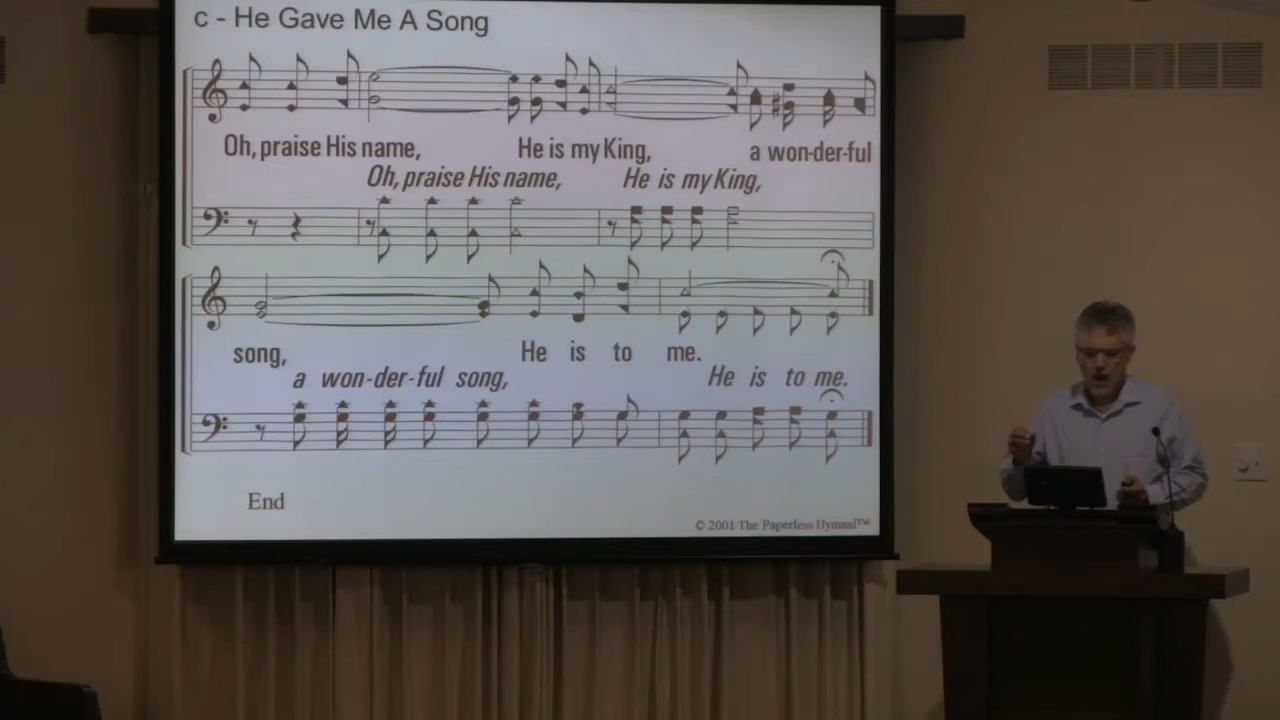 c - He Gave Me A Song
Oh, praise His name, He is my King, a won-der-ful
Oh, praise His name, He is my King,
song, He is to me.
a won-der-ful song, He is to me.
End
© 2001 The Paperless Hymnal™